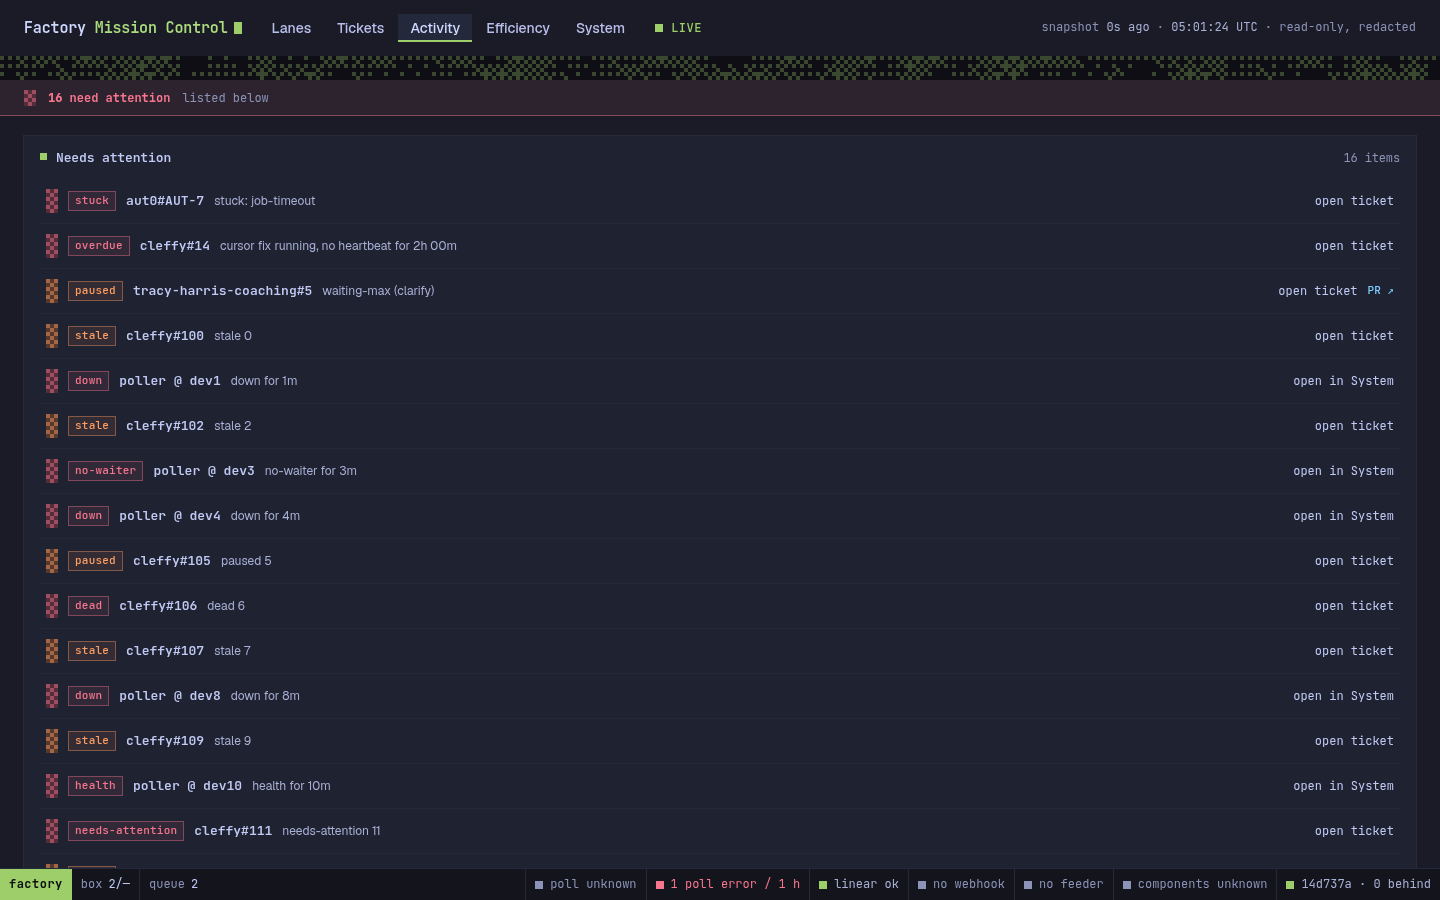 Factory Mission Control Lanes Tickets Activity Efficiency System LIVE snapshot 0s ago · 05:01:24 UTC · read-only, redacted
16 need attention listed below
Needs attention 16 items
stuck aut0#AUT-7 stuck: job-timeout open ticket
overdue cleffy#14 cursor fix running, no heartbeat for 2h 00m open ticket
paused tracy-harris-coaching#5 waiting-max (clarify) open ticket PR ↗
stale cleffy#100 stale 0 open ticket
down poller @ dev1 down for 1m open in System
stale cleffy#102 stale 2 open ticket
no-waiter poller @ dev3 no-waiter for 3m open in System
down poller @ dev4 down for 4m open in System
paused cleffy#105 paused 5 open ticket
dead cleffy#106 dead 6 open ticket
stale cleffy#107 stale 7 open ticket
down poller @ dev8 down for 8m open in System
stale cleffy#109 stale 9 open ticket
health poller @ dev10 health for 10m open in System
needs-attention cleffy#111 needs-attention 11 open ticket
factory box 2/— queue 2 poll unknown 1 poll error / 1 h linear ok no webhook no feeder components unknown 14d737a · 0 behind